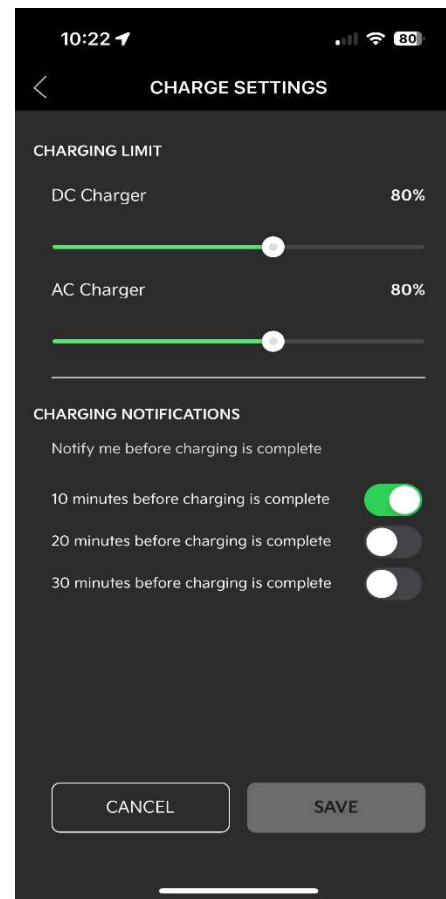 10:22
80
CHARGE SETTINGS
CHARGING LIMIT
DC Charger 80%
AC Charger 80%
CHARGING NOTIFICATIONS
Notify me before charging is complete
10 minutes before charging is complete
20 minutes before charging is complete
30 minutes before charging is complete
CANCEL SAVE